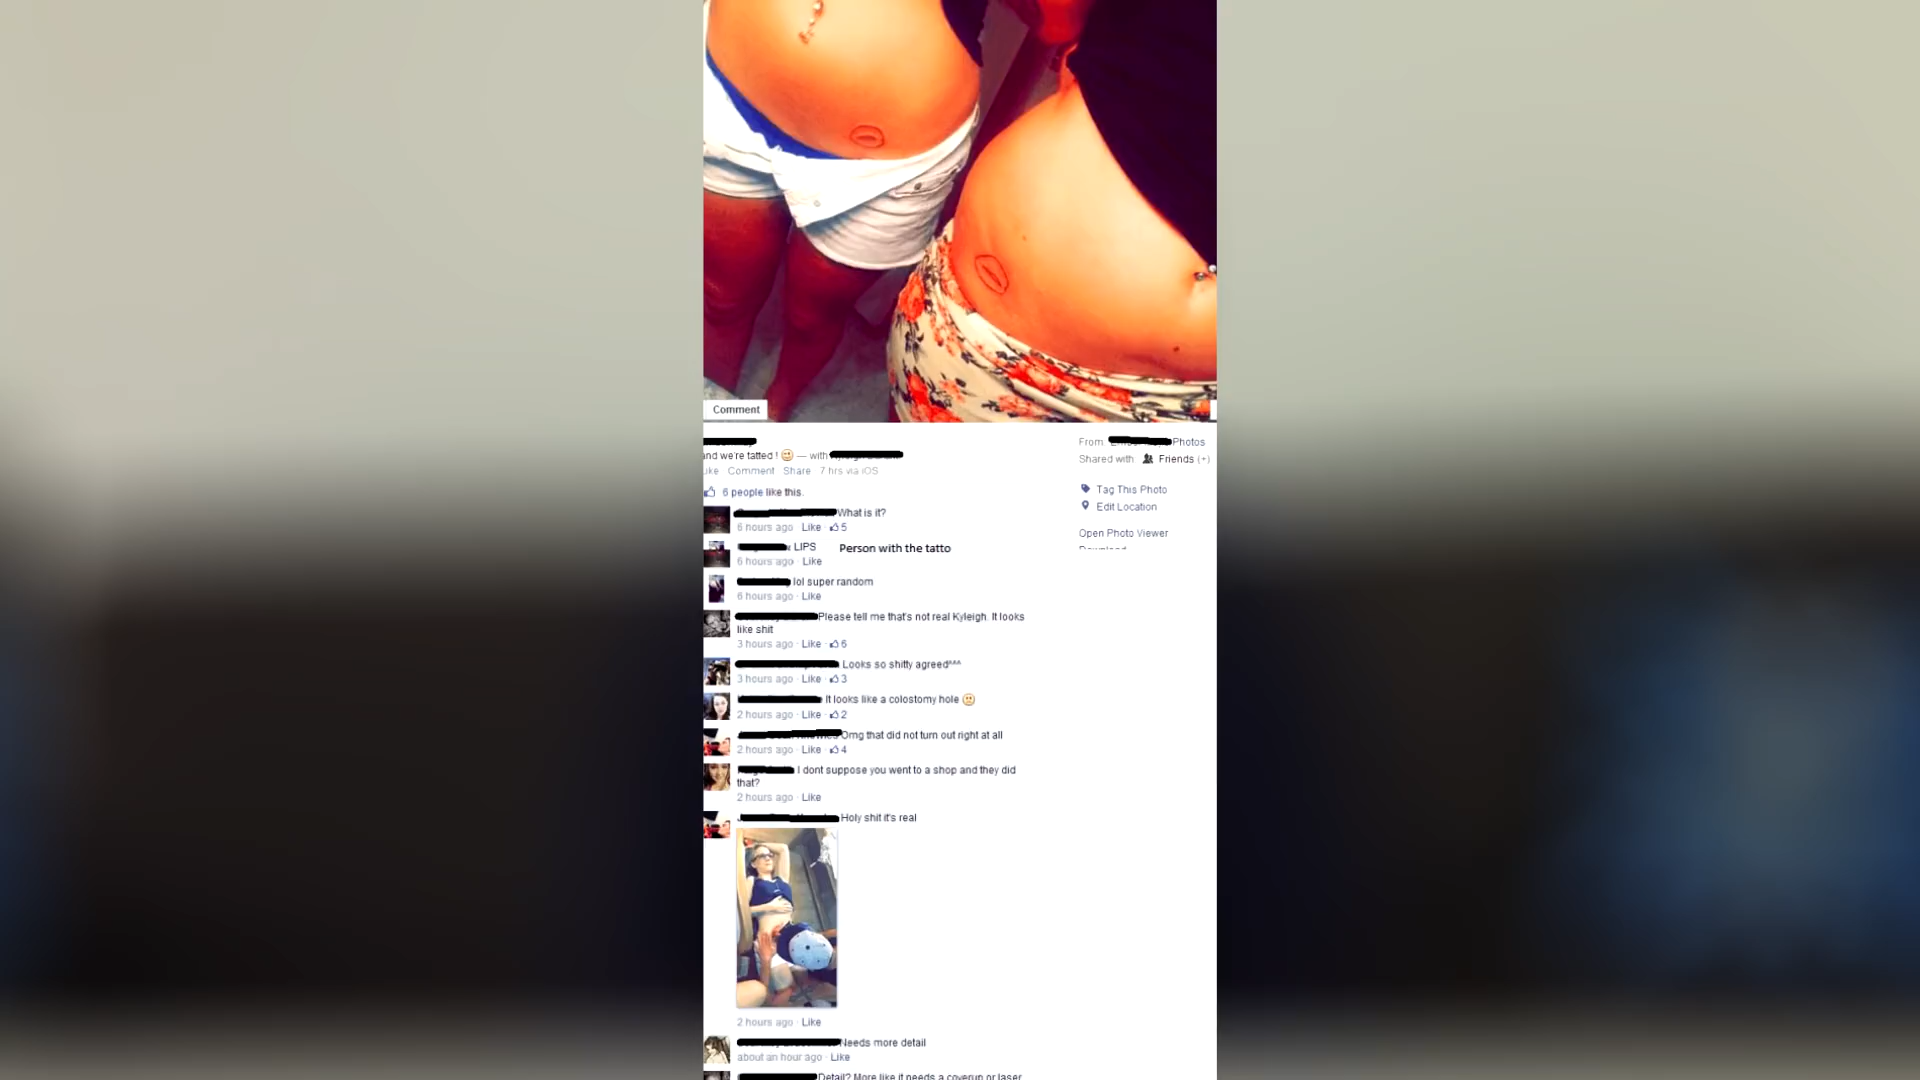 Comment
and we're tatted ! — with
Like Comment Share 7 hrs via iOS
6 people like this.
What is it?
6 hours ago · Like · 5
LIPS Person with the tatto
6 hours ago · Like
lol super random
6 hours ago · Like
Please tell me that's not real Kyleigh. It looks
like shit
3 hours ago · Like · 6
Looks so shitty agreed^^^
3 hours ago · Like · 3
It looks like a colostomy hole
2 hours ago · Like · 2
Omg that did not turn out right at all
2 hours ago · Like · 4
I dont suppose you went to a shop and they did
that?
2 hours ago · Like
Holy shit it's real
2 hours ago · Like
Needs more detail
about an hour ago · Like
Detail? More like it needs a coverup or laser
From: Photos
Shared with Friends (+)
Tag This Photo
Edit Location
Open Photo Viewer
Download